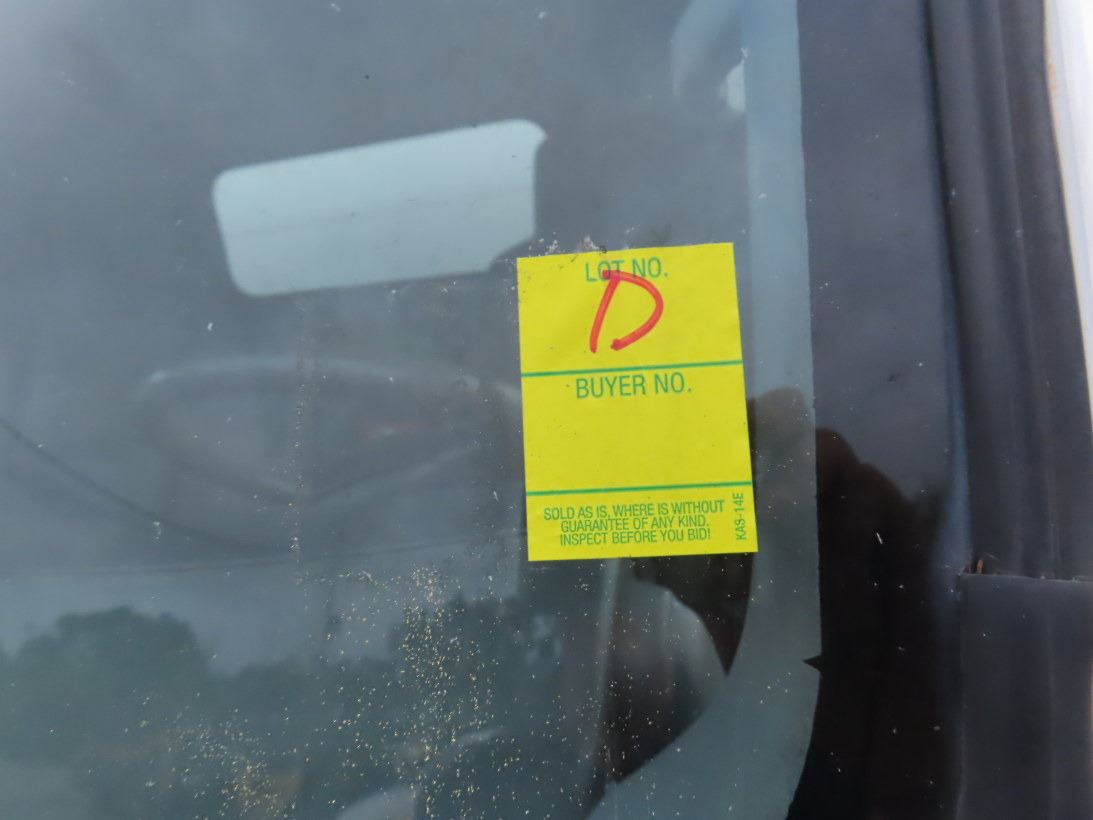 LOT NO.
D
BUYER NO.
SOLD AS IS, WHERE IS WITHOUT
GUARANTEE OF ANY KIND.
INSPECT BEFORE YOU BID!
KAS-14E